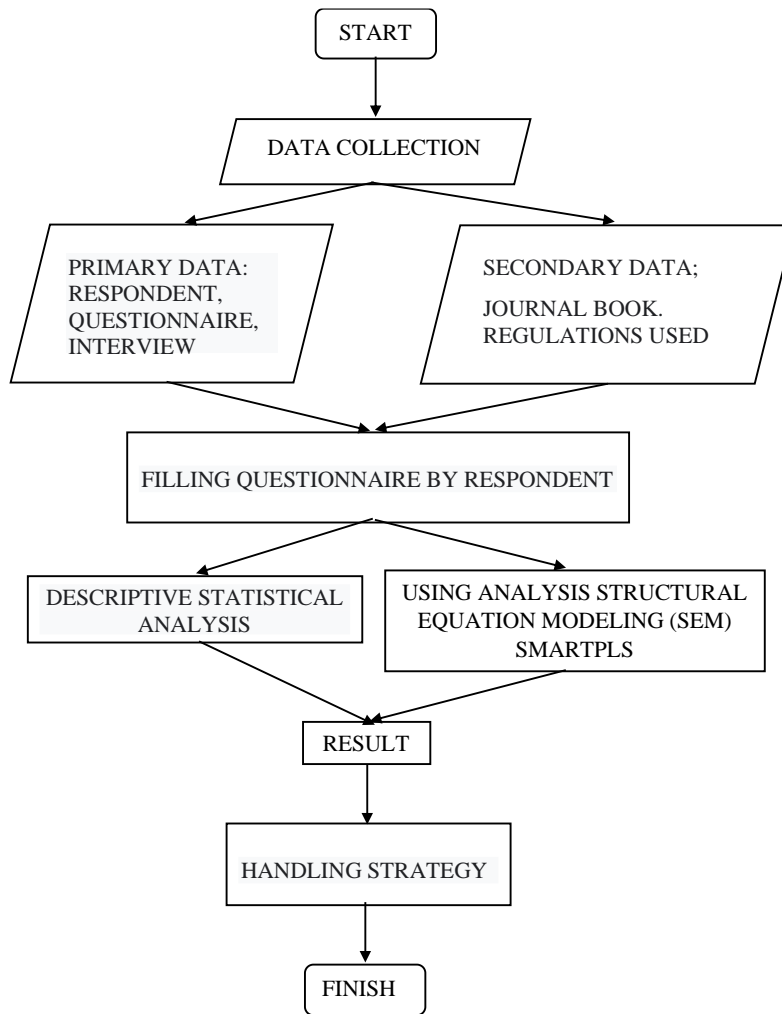 START
DATA COLLECTION
PRIMARY DATA:
RESPONDENT,
QUESTIONNAIRE,
INTERVIEW
SECONDARY DATA;
JOURNAL BOOK.
REGULATIONS USED
FILLING QUESTIONNAIRE BY RESPONDENT
DESCRIPTIVE STATISTICAL
ANALYSIS
USING ANALYSIS STRUCTURAL
EQUATION MODELING (SEM)
SMARTPLS
RESULT
HANDLING STRATEGY
FINISH